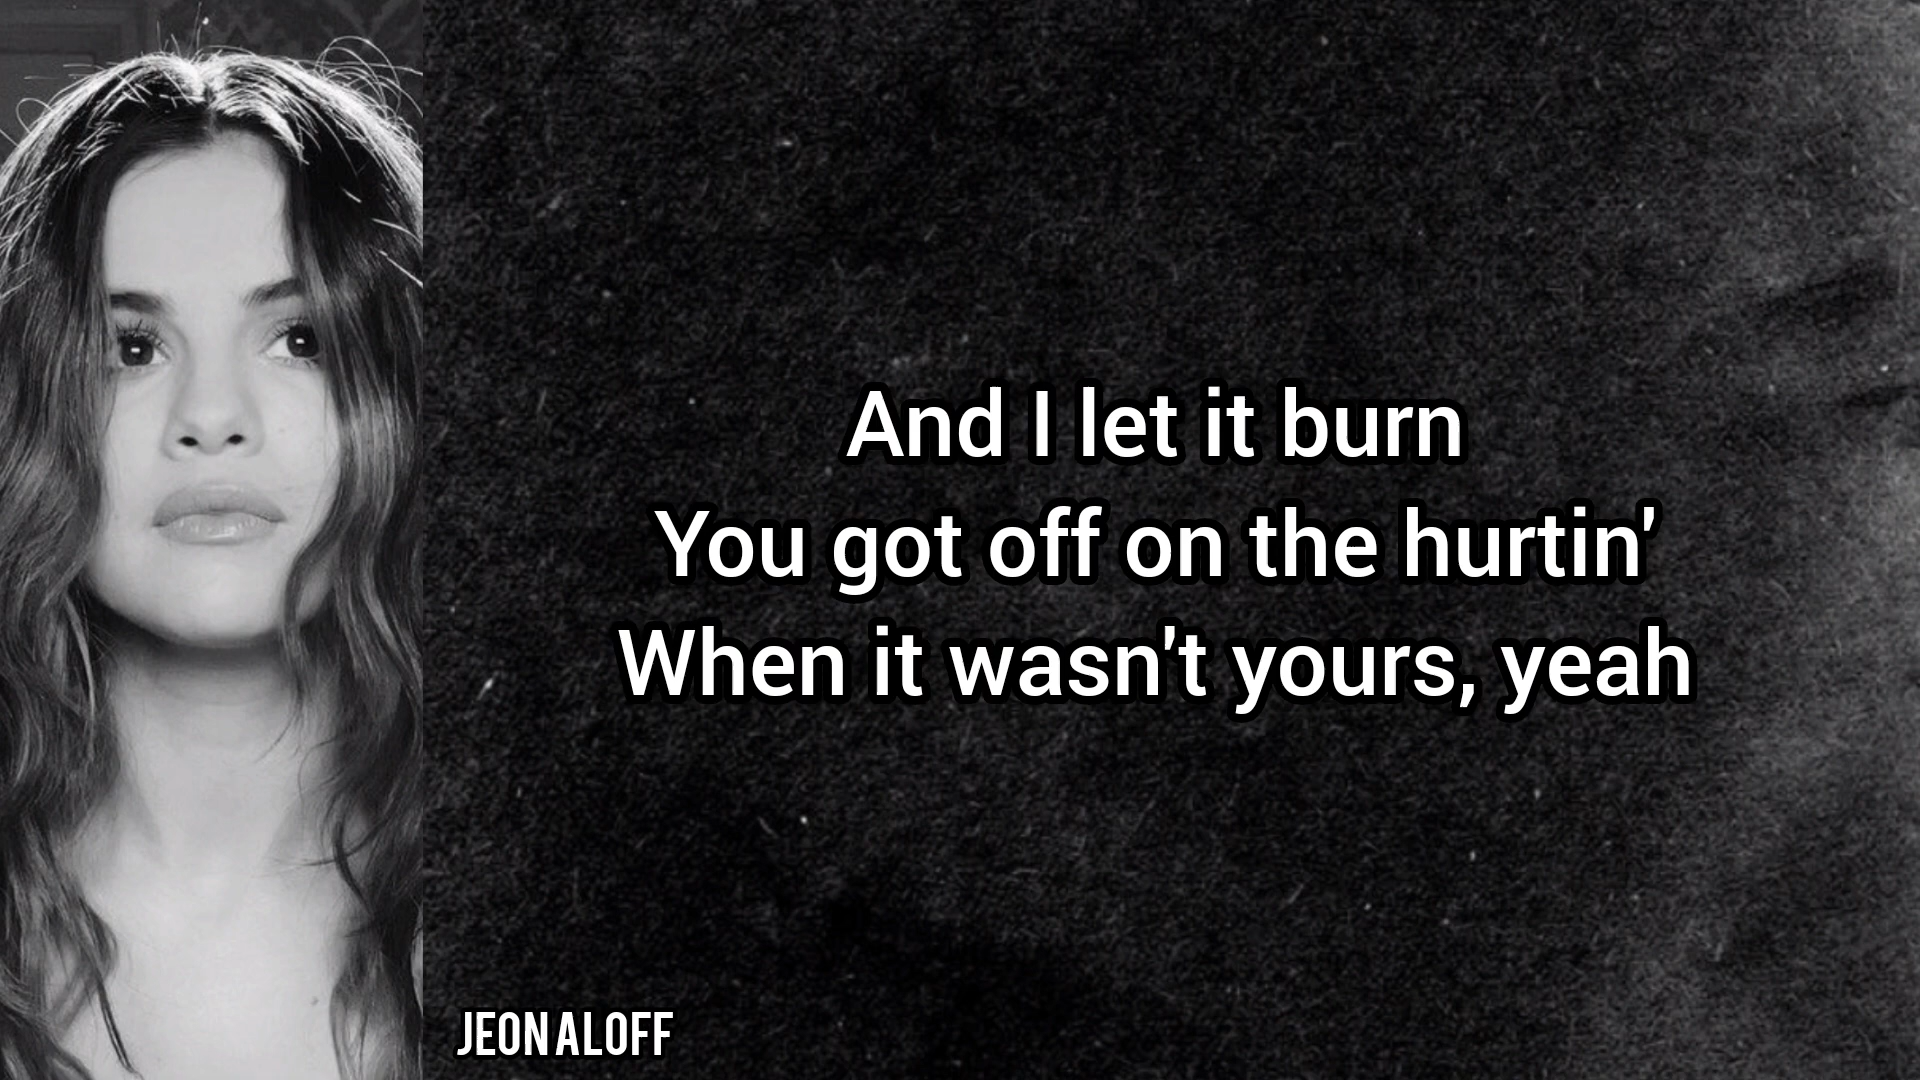 And I let it burn
You got off on the hurtin'
When it wasn't yours, yeah
JEON ALOFF